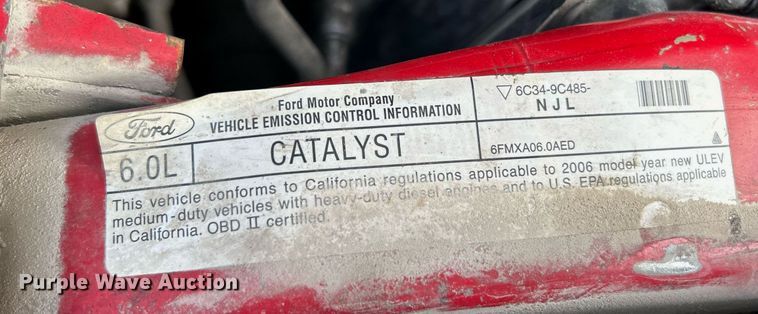 Ford
Ford Motor Company
VEHICLE EMISSION CONTROL INFORMATION
6C34-9C485-
NJL
6.0L
CATALYST
6FMXA06.0AED
This vehicle conforms to California regulations applicable to 2006 model year new ULEV
medium-duty vehicles with heavy-duty diesel engines and to U.S. EPA regulations applicable
in California. OBD II certified.
Purple Wave Auction